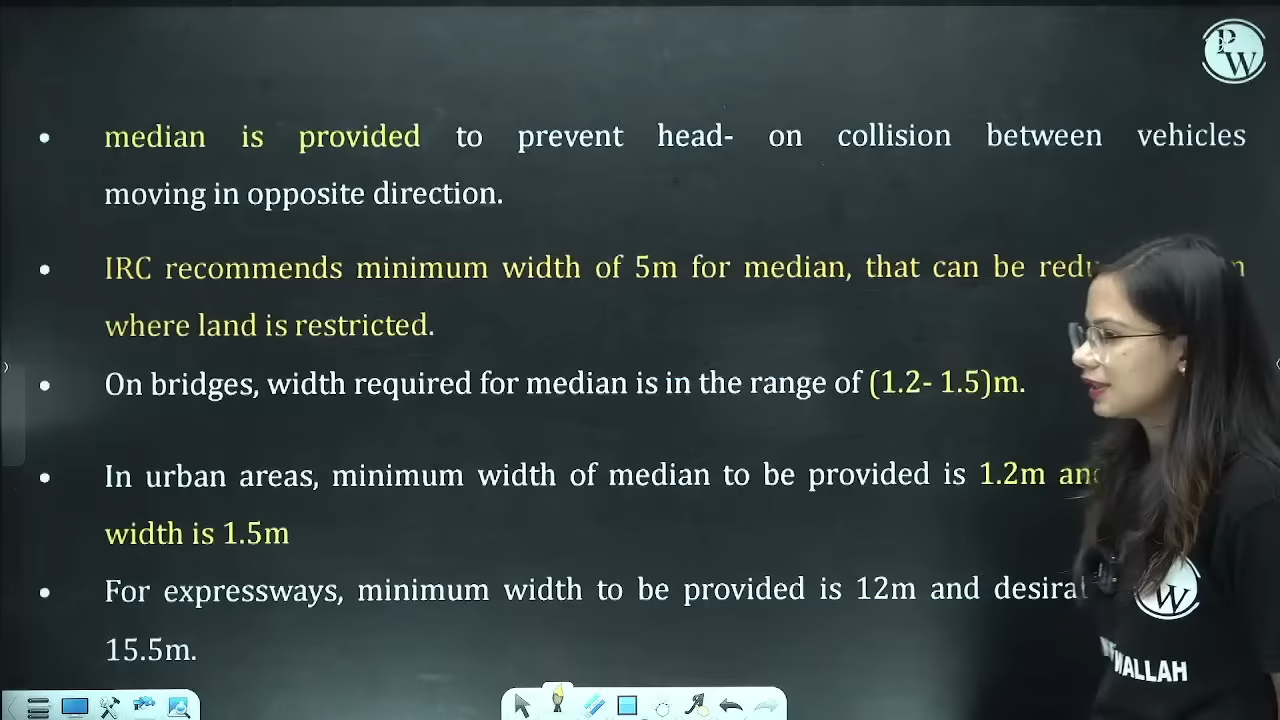 PW
median is provided to prevent head- on collision between vehicles
moving in opposite direction.
IRC recommends minimum width of 5m for median, that can be
where land is restricted.
On bridges, width required for median is in the range of (1.2- 1.5)m.
In urban areas, minimum width of median to be provided is 1.2m and
width is 1.5m
For expressways, minimum width to be provided is 12m and
15.5m.
W
WALLAH